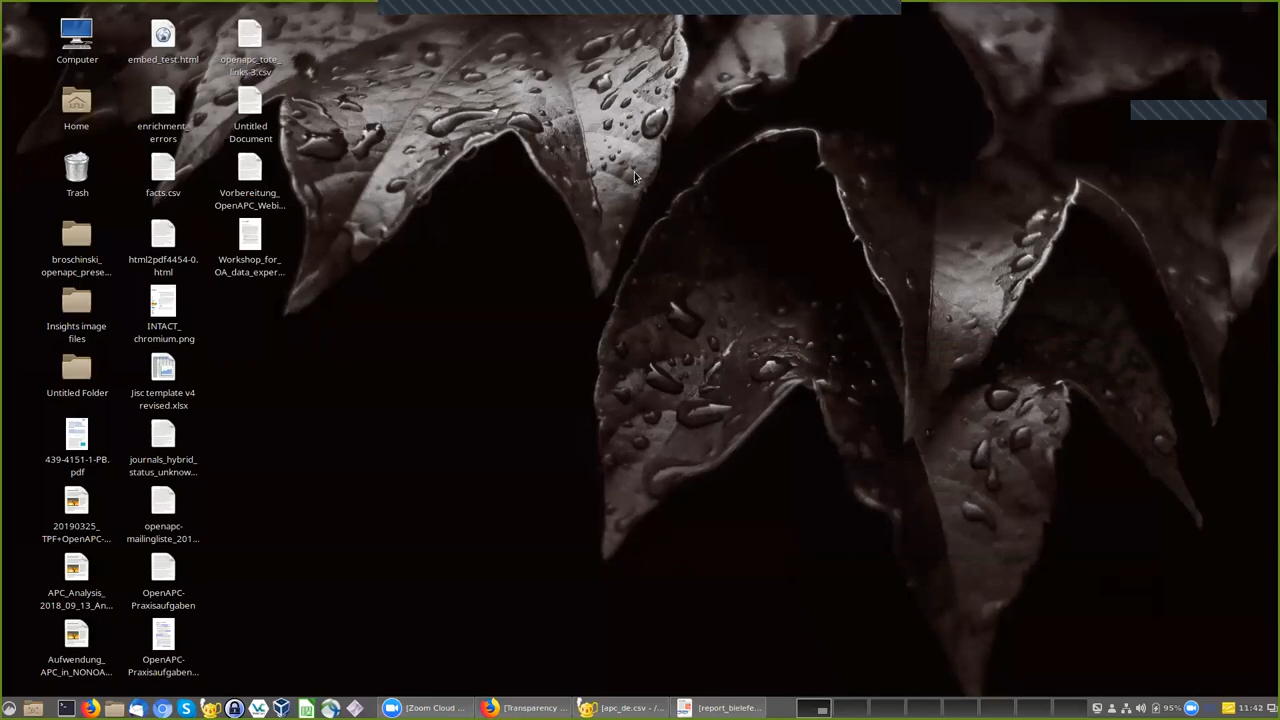 Computer
embed_test.html
openapc_tote_
links-3.csv
Home
enrichment_
errors
Untitled
Document
Trash
facts.csv
Vorbereitung_
OpenAPC_Webi...
broschinski_
openapc_prese...
html2pdf4454-0.
html
Workshop_for_
OA_data_exper...
Insights image
files
INTACT_
chromium.png
Untitled Folder
Jisc template v4
revised.xlsx
439-4151-1-PB.
pdf
journals_hybrid_
status_unknow...
20190325_
TPF+OpenAPC-...
openapc-
mailingliste_201...
APC_Analysis_
2018_09_13_An...
OpenAPC-
Praxisaufgaben
Aufwendung_
APC_in_NONOA...
OpenAPC-
Praxisaufgaben...
[Zoom Cloud ...
[Transparency ...
[apc_de.csv - /...
[report_bielefe...
95%
11:42